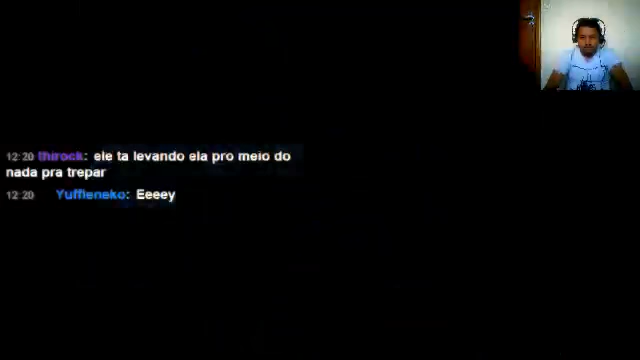 12:20 thirock: ele ta levando ela pro meio do
nada pra trepar
12:20 Yuffieneko: Eeeey